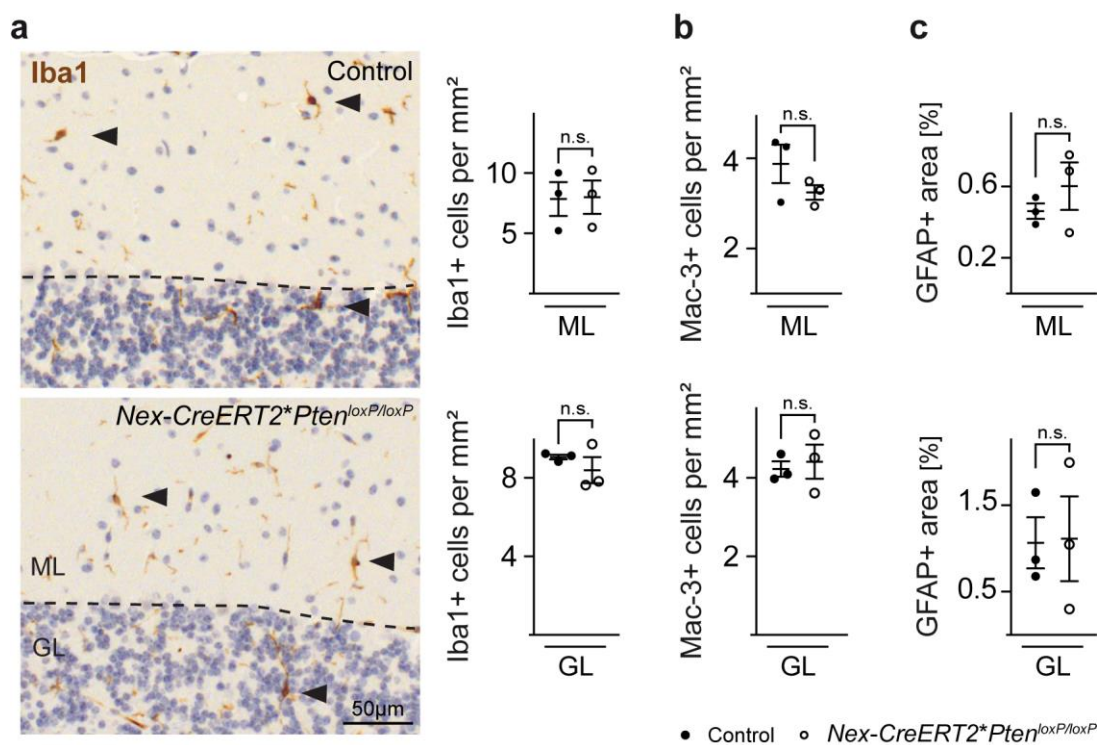 a
b
c
Iba1
Control
Nex-CreERT2*Pten^loxP/loxP
ML
GL
50µm
Iba1+ cells per mm²
10
5
n.s.
ML
Mac-3+ cells per mm²
4
2
n.s.
ML
GFAP+ area [%]
0.6
0.2
n.s.
ML
Iba1+ cells per mm²
8
4
n.s.
GL
Mac-3+ cells per mm²
4
2
n.s.
GL
GFAP+ area [%]
1.5
0.5
n.s.
GL
Control Nex-CreERT2*Pten^loxP/loxP